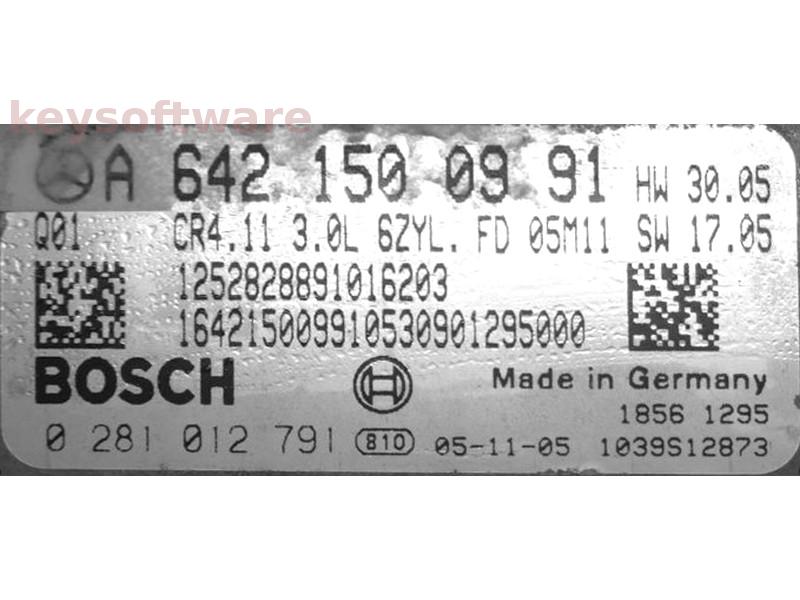 keysoftware
A 642 150 09 91 HW 30.05
Q01 CR4.11 3.0L 6ZYL. FD 05M11 SW 17.05
1252828891016203
164215009910530901295000
BOSCH Made in Germany
1856 1295
0 281 012 791 810 05-11-05 1039S12873